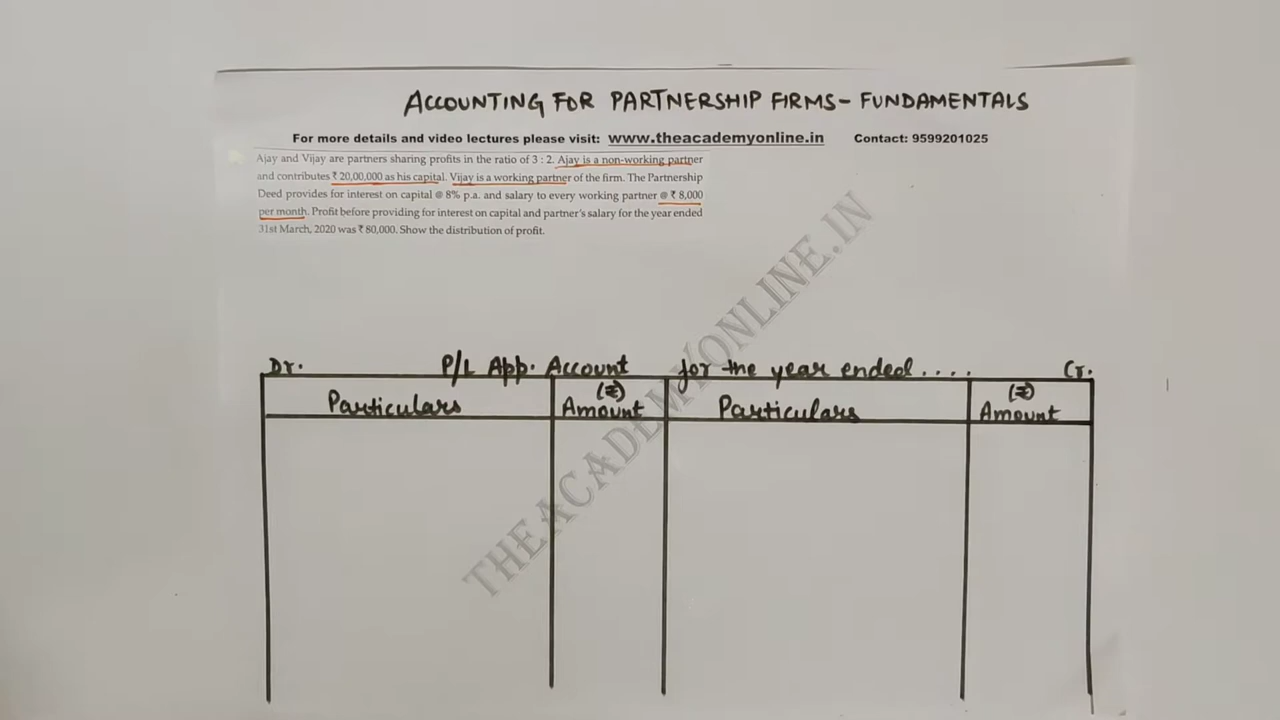 ACCOUNTING FOR PARTNERSHIP FIRMS- FUNDAMENTALS
For more details and video lectures please visit: www.theacademyonline.in Contact: 9599201025
Ajay and Vijay are partners sharing profits in the ratio of 3 : 2. Ajay is a non-working partner
and contributes ₹ 20,00,000 as his capital. Vijay is a working partner of the firm. The Partnership
Deed provides for interest on capital @ 8% p.a. and salary to every working partner @ ₹ 8,000
per month. Profit before providing for interest on capital and partner's salary for the year ended
31st March, 2020 was ₹ 80,000. Show the distribution of profit.
THEACADEMYONLINE.IN
Dr. P/L App. Account for the year ended .... Cr.
Particulars (₹) Amount Particulars (₹) Amount